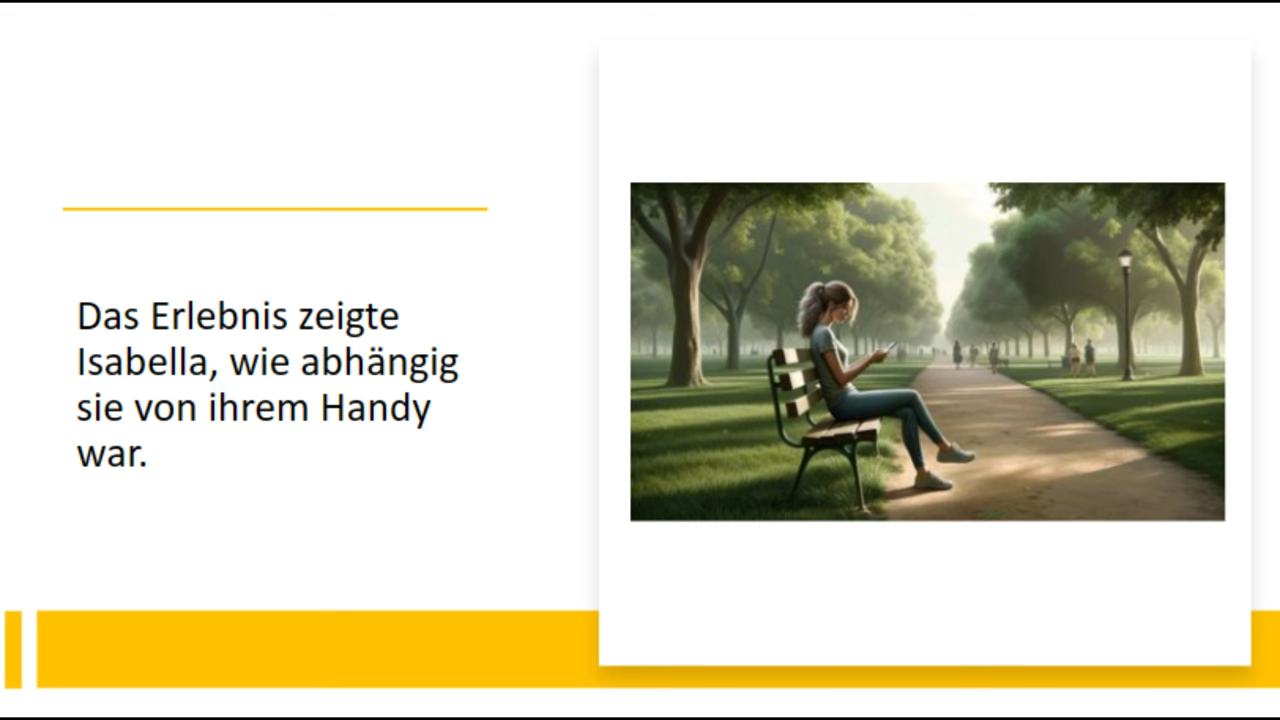 Das Erlebnis zeigte
Isabella, wie abhängig
sie von ihrem Handy
war.